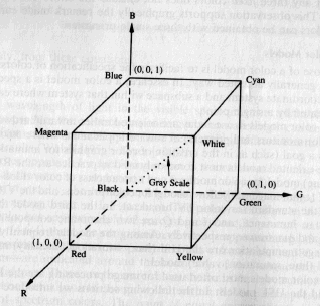 B
Blue (0, 0, 1)
Cyan
Magenta
White
Black Gray Scale (0, 1, 0)
G
Green
(1, 0, 0)
Red
Yellow
R